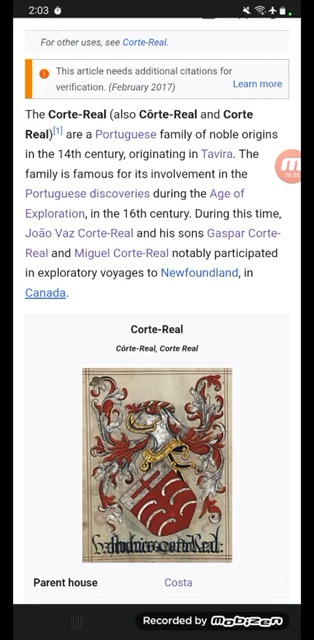 2:03
For other uses, see Corte-Real.
This article needs additional citations for
verification. (February 2017)
Learn more
The Corte-Real (also Côrte-Real and Corte
Real)[1] are a Portuguese family of noble origins
in the 14th century, originating in Tavira. The
family is famous for its involvement in the
Portuguese discoveries during the Age of
Exploration, in the 16th century. During this time,
João Vaz Corte-Real and his sons Gaspar Corte-
Real and Miguel Corte-Real notably participated
in exploratory voyages to Newfoundland, in
Canada.
Corte-Real
Côrte-Real, Corte Real
Parent house
Costa
Recorded by Mobizen